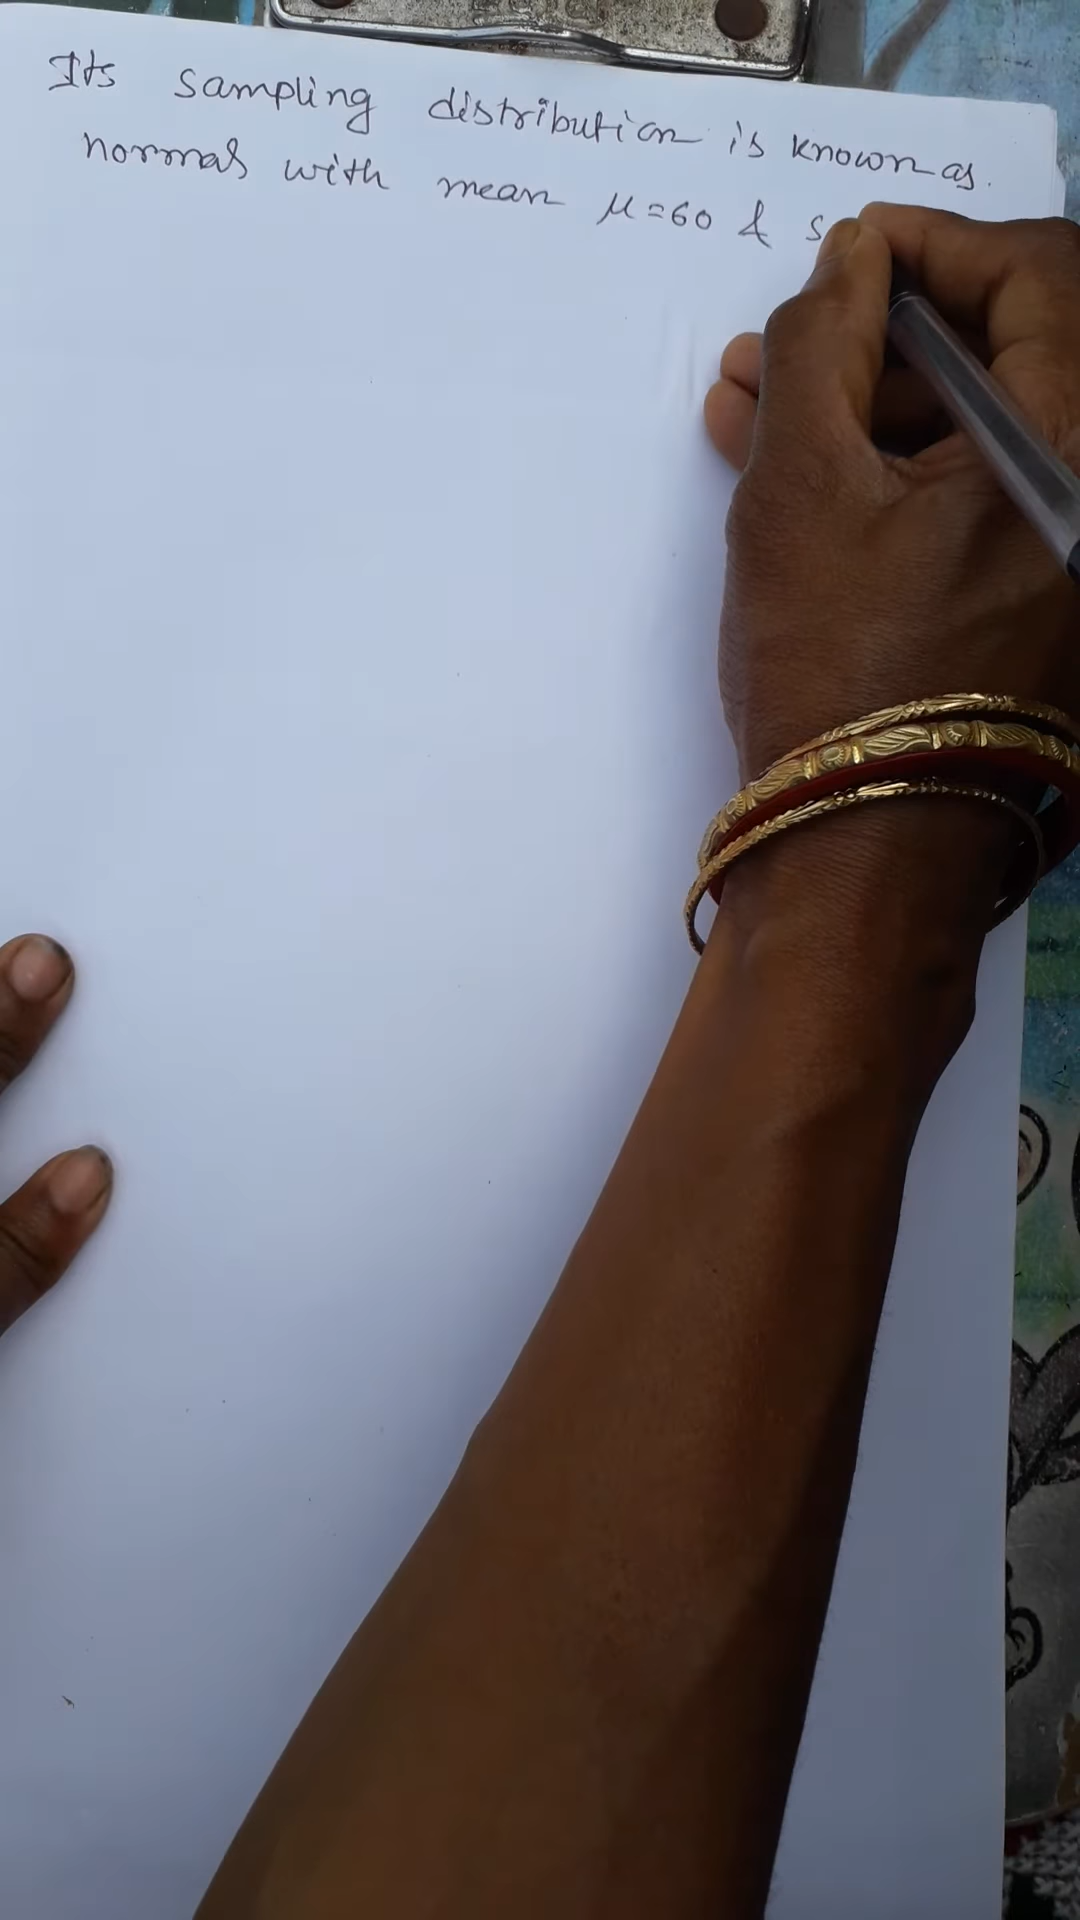 Its sampling distribution is known as.
normal with mean μ=60 & s